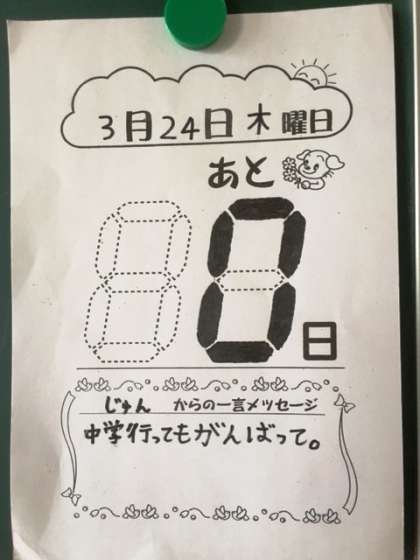 3月24日 木曜日
あと
0日
じゅん からの一言メッセージ
中学行ってもがんばって。